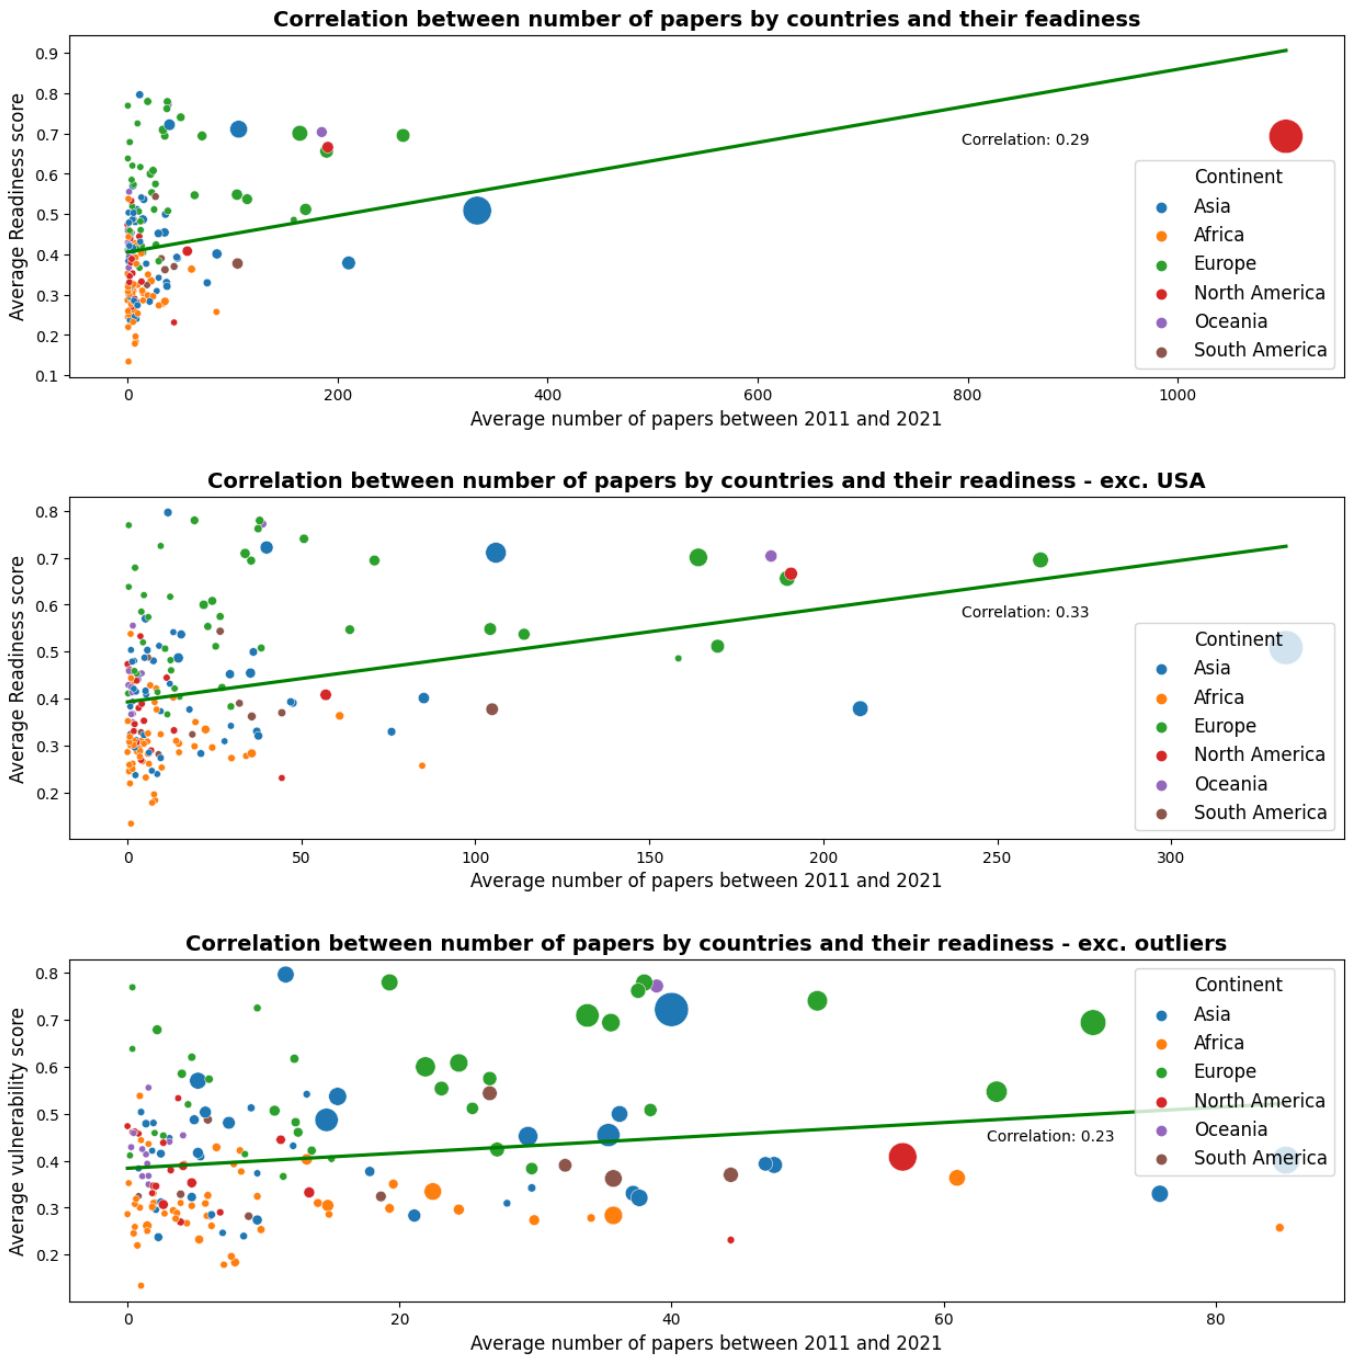 Correlation between number of papers by countries and their feadiness
Average Readiness score
0.9
0.8
0.7
0.6
0.5
0.4
0.3
0.2
0.1
Correlation: 0.29
Continent
Asia
Africa
Europe
North America
Oceania
South America
0 200 400 600 800 1000
Average number of papers between 2011 and 2021
Correlation between number of papers by countries and their readiness - exc. USA
Average Readiness score
0.8
0.7
0.6
0.5
0.4
0.3
0.2
Correlation: 0.33
Continent
Asia
Africa
Europe
North America
Oceania
South America
0 50 100 150 200 250 300
Average number of papers between 2011 and 2021
Correlation between number of papers by countries and their readiness - exc. outliers
Average vulnerability score
0.8
0.7
0.6
0.5
0.4
0.3
0.2
Continent
Asia
Africa
Europe
North America
Oceania
South America
Correlation: 0.23
0 20 40 60 80
Average number of papers between 2011 and 2021